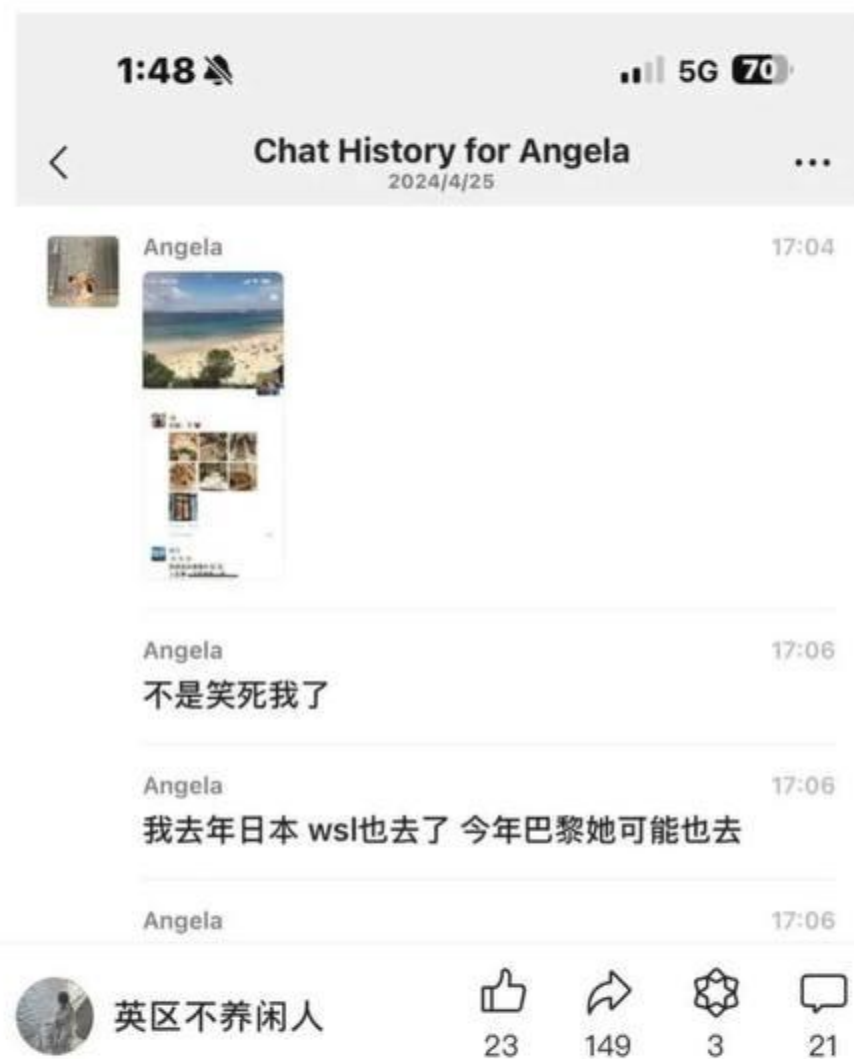 1:48
5G 70
Chat History for Angela
2024/4/25
Angela 17:04
Angela 17:06
不是笑死我了
Angela 17:06
我去年日本 wsl也去了 今年巴黎她可能也去
Angela 17:06
英区不养闲人
23 149 3 21